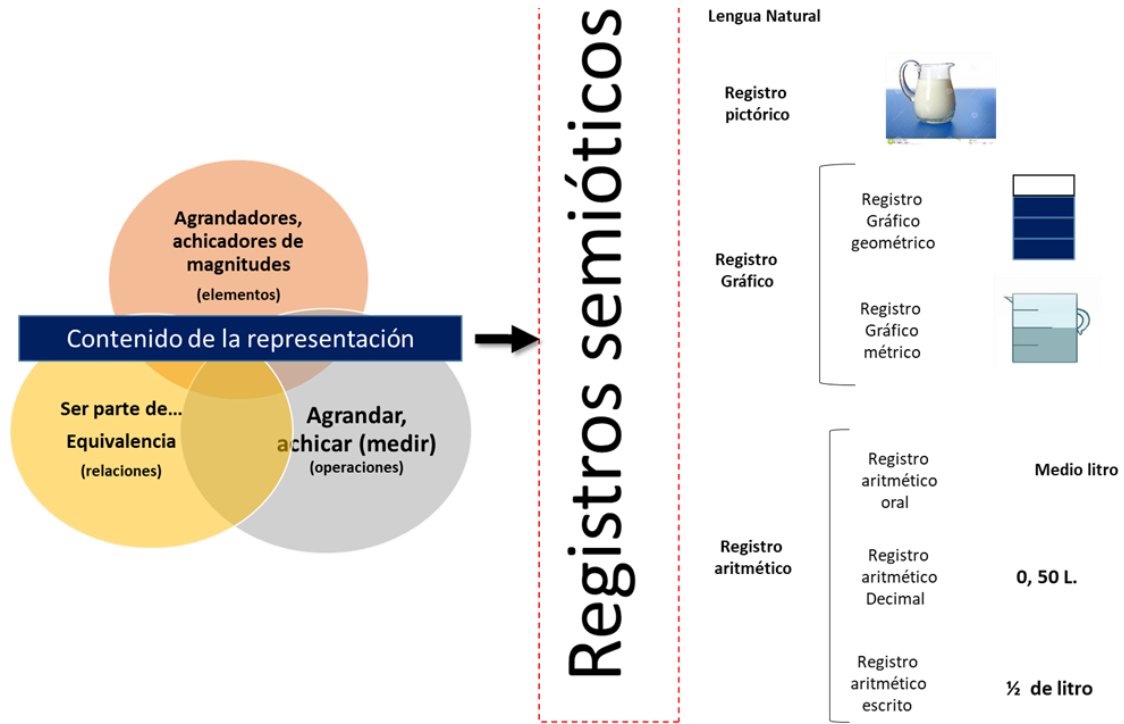 Agrandadores,
achicadores de
magnitudes
(elementos)
Contenido de la representación
Ser parte de...
Equivalencia
(relaciones)
Agrandar,
achicar (medir)
(operaciones)
Registros semióticos
Lengua Natural
Registro
pictórico
Registro
Gráfico
Registro
Gráfico
geométrico
Registro
Gráfico
métrico
Registro
aritmético
Registro
aritmético
oral
Medio litro
Registro
aritmético
Decimal
0, 50 L.
Registro
aritmético
escrito
½ de litro